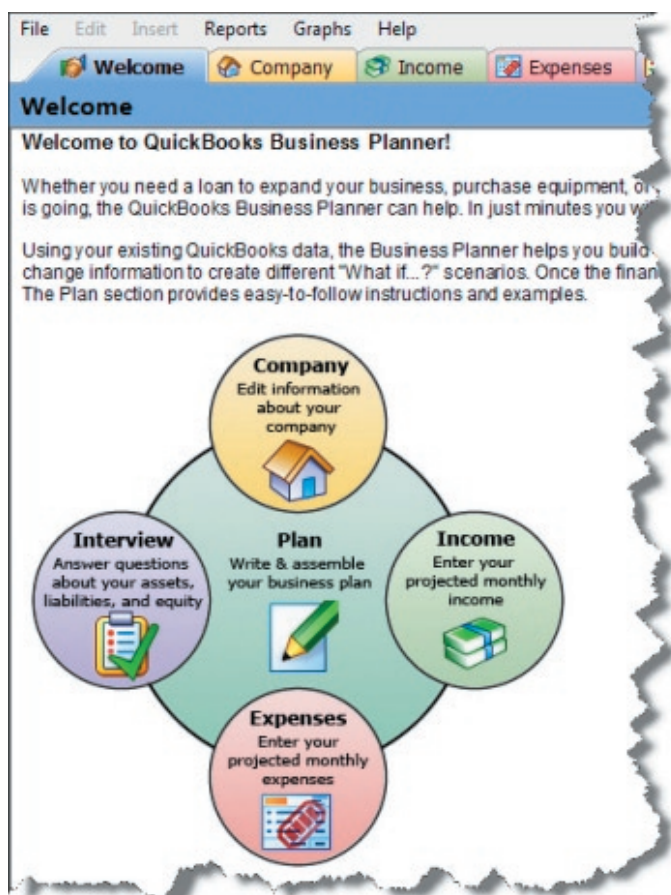 File Edit Insert Reports Graphs Help
Welcome Company Income Expenses
Welcome
Welcome to QuickBooks Business Planner!
Whether you need a loan to expand your business, purchase equipment, or
is going, the QuickBooks Business Planner can help. In just minutes you
Using your existing QuickBooks data, the Business Planner helps you build
change information to create different "What if...?" scenarios. Once the
The Plan section provides easy-to-follow instructions and examples.
Company
Edit information
about your
company
Interview
Answer questions
about your assets,
liabilities, and equity
Plan
Write & assemble
your business plan
Income
Enter your
projected monthly
income
Expenses
Enter your
projected monthly
expenses